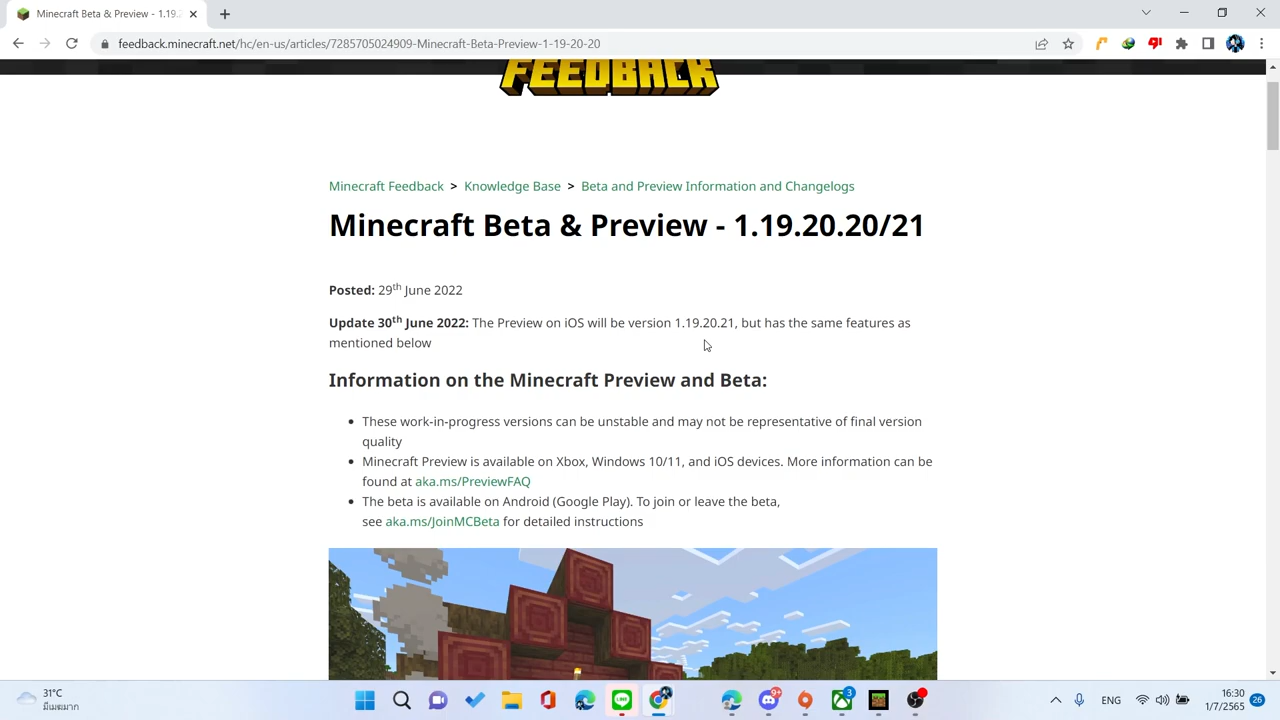 Minecraft Beta & Preview - 1.19.2
feedback.minecraft.net/hc/en-us/articles/7285705024909-Minecraft-Beta-Preview-1-19-20-20
FEEDBACK
Minecraft Feedback > Knowledge Base > Beta and Preview Information and Changelogs
Minecraft Beta & Preview - 1.19.20.20/21
Posted: 29th June 2022
Update 30th June 2022: The Preview on iOS will be version 1.19.20.21, but has the same features as
mentioned below
Information on the Minecraft Preview and Beta:
• These work-in-progress versions can be unstable and may not be representative of final version
quality
• Minecraft Preview is available on Xbox, Windows 10/11, and iOS devices. More information can be
found at aka.ms/PreviewFAQ
• The beta is available on Android (Google Play). To join or leave the beta,
see aka.ms/JoinMCBeta for detailed instructions
31°C
มีเมฆมาก
LINE
9+
3
ENG
16:30
1/7/2565
26